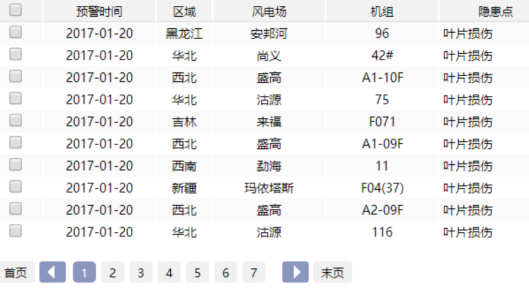 预警时间 区域 风电场 机组 隐患点
2017-01-20 黑龙江 安邦河 96 叶片损伤
2017-01-20 华北 尚义 42# 叶片损伤
2017-01-20 西北 盛高 A1-10F 叶片损伤
2017-01-20 华北 沽源 75 叶片损伤
2017-01-20 吉林 来福 F071 叶片损伤
2017-01-20 西北 盛高 A1-09F 叶片损伤
2017-01-20 西南 勐海 11 叶片损伤
2017-01-20 新疆 玛依塔斯 F04(37) 叶片损伤
2017-01-20 西北 盛高 A2-09F 叶片损伤
2017-01-20 华北 沽源 116 叶片损伤
首页 1 2 3 4 5 6 7 末页